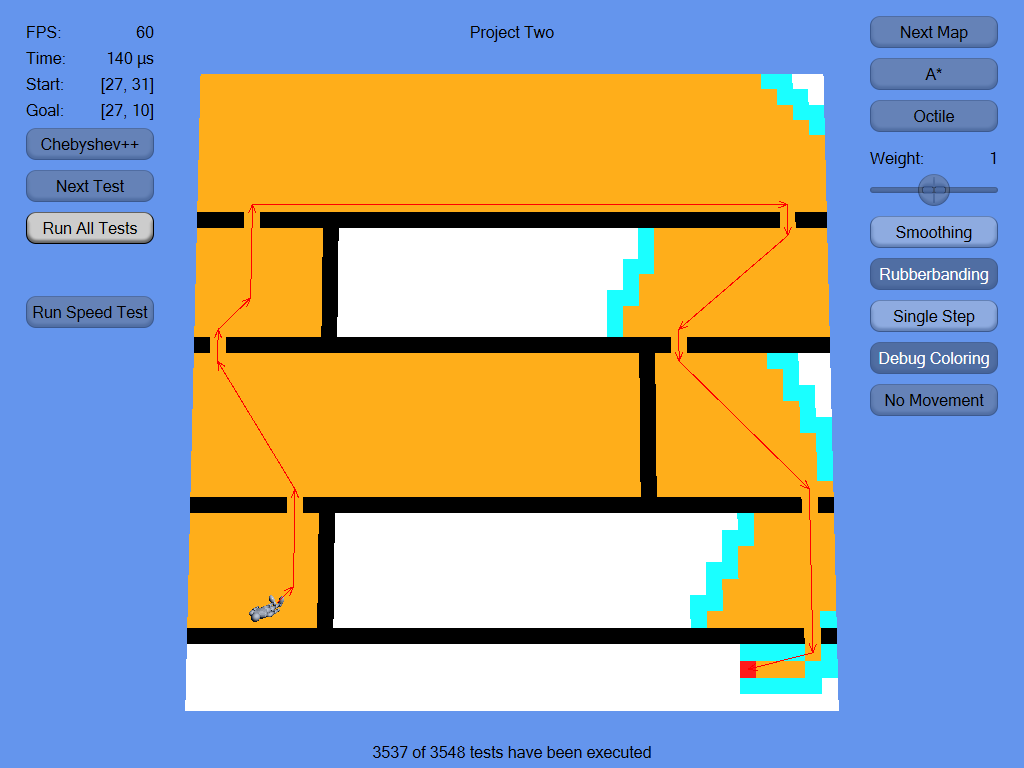 FPS: 60
Time: 140 µs
Start: [27, 31]
Goal: [27, 10]
Chebyshev++
Next Test
Run All Tests
Run Speed Test
Project Two
Next Map
A*
Octile
Weight: 1
Smoothing
Rubberbanding
Single Step
Debug Coloring
No Movement
3537 of 3548 tests have been executed